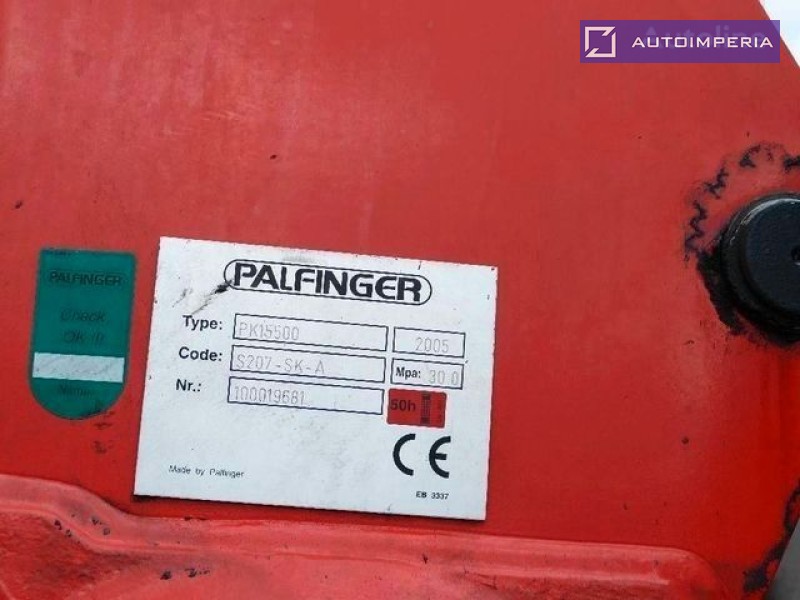 AUTOIMPERIA
PALFINGER
Check
OK !!!
PALFINGER
Type: PK15500 2005
Code: S207-SK-A Mpa: 30 0
Nr.: 100019681 50h
CE
Made by Palfinger
EB 3337